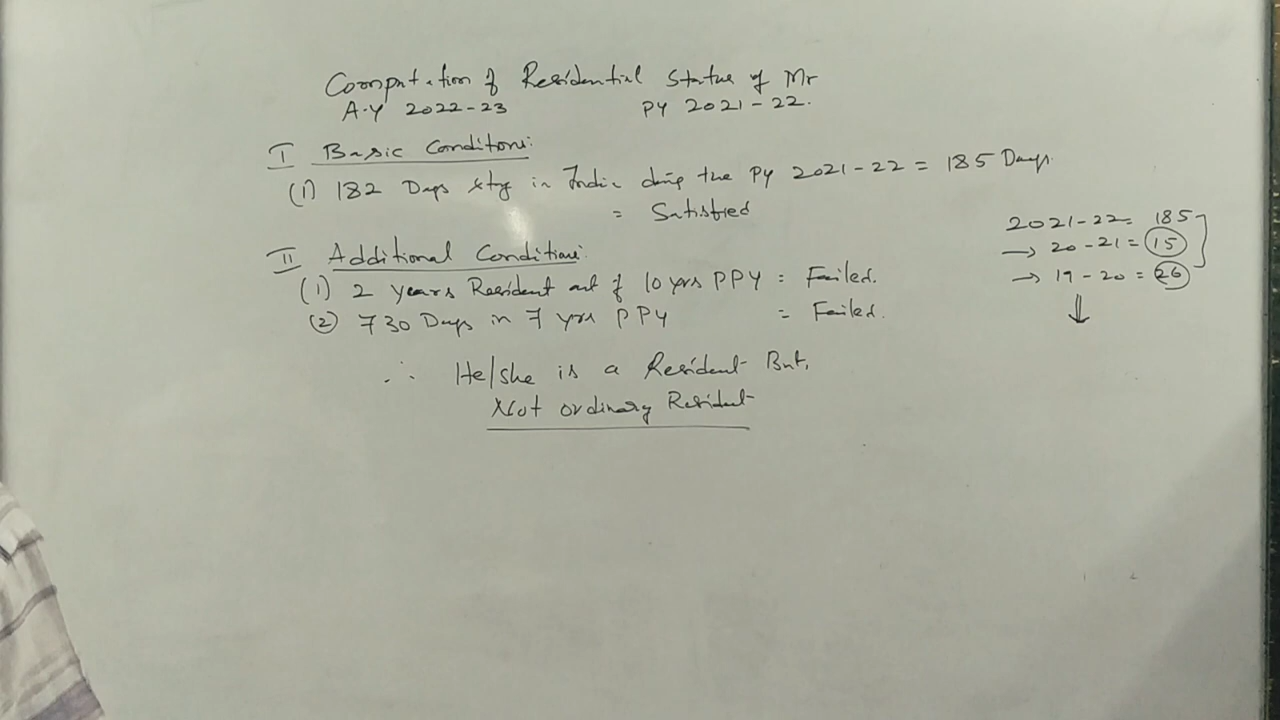 Computation of Residential Status of Mr
A.Y 2022-23 PY 2021-22.
I Basic Conditions:
(1) 182 Days stay in India during the PY 2021-22 = 185 Days.
= Satisfied
2021-22 = 185
→ 20-21 = 15
→ 19-20 = 26
↓
II Additional Conditions:
(1) 2 years Resident out of 10 yrs PPY = Failed.
(2) 730 Days in 7 yrs PPY = Failed.
∴ He/she is a Resident But,
Not ordinary Resident